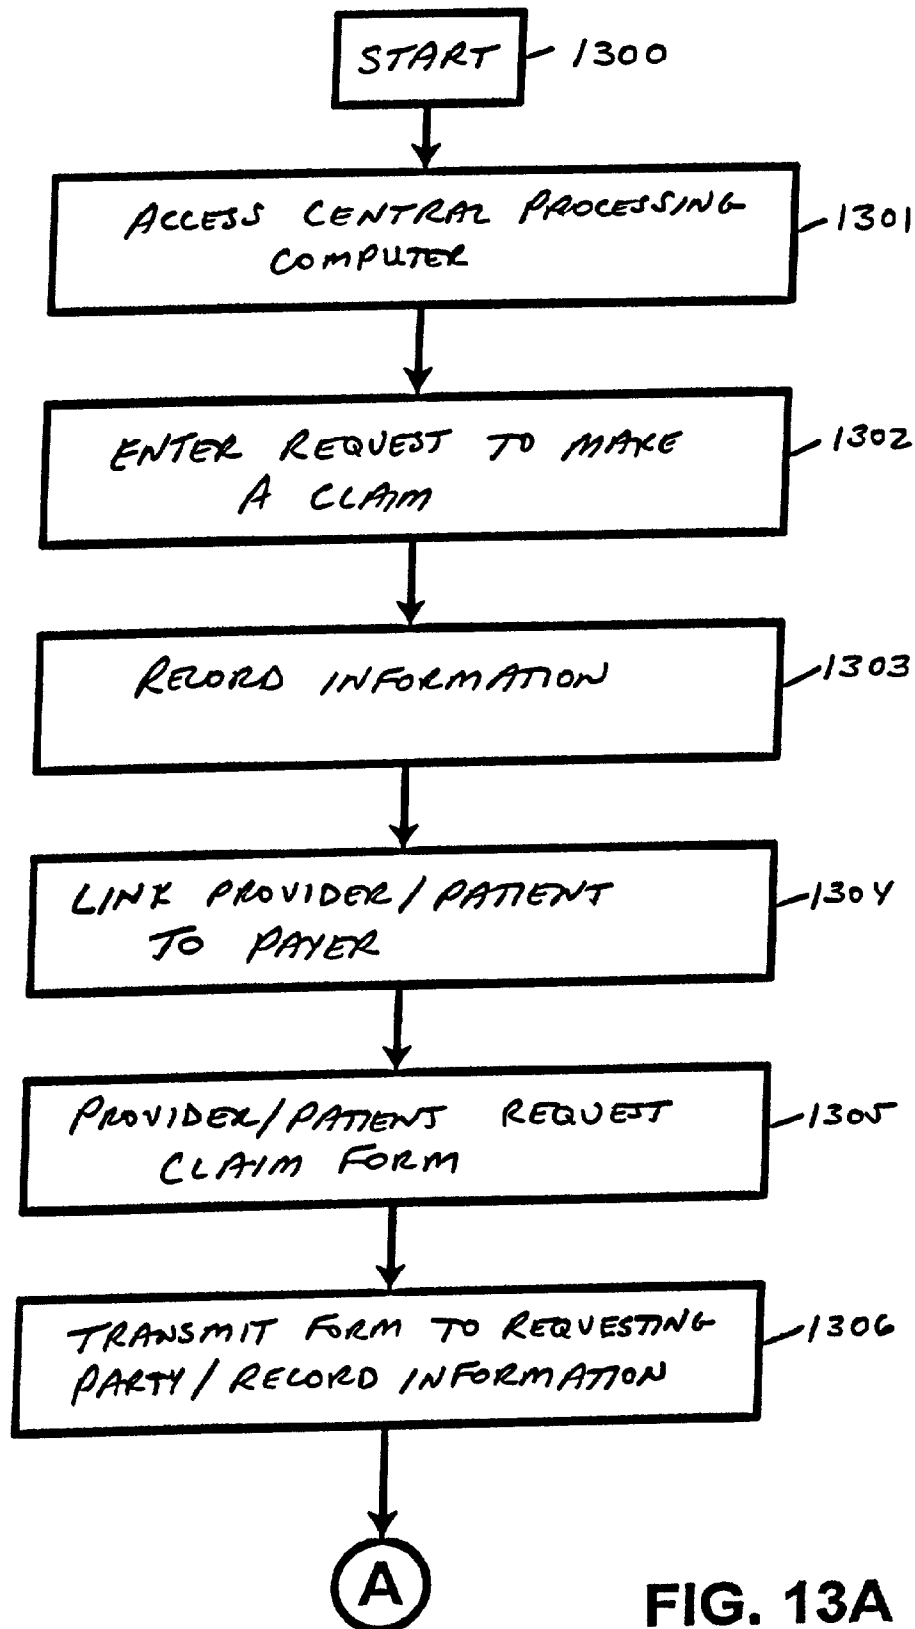 START 1300
ACCESS CENTRAL PROCESSING
COMPUTER
1301
ENTER REQUEST TO MAKE
A CLAIM
1302
RECORD INFORMATION
1303
LINK PROVIDER/PATIENT
TO PAYER
1304
PROVIDER/PATIENT REQUEST
CLAIM FORM
1305
TRANSMIT FORM TO REQUESTING
PARTY/RECORD INFORMATION
1306
A
FIG. 13A